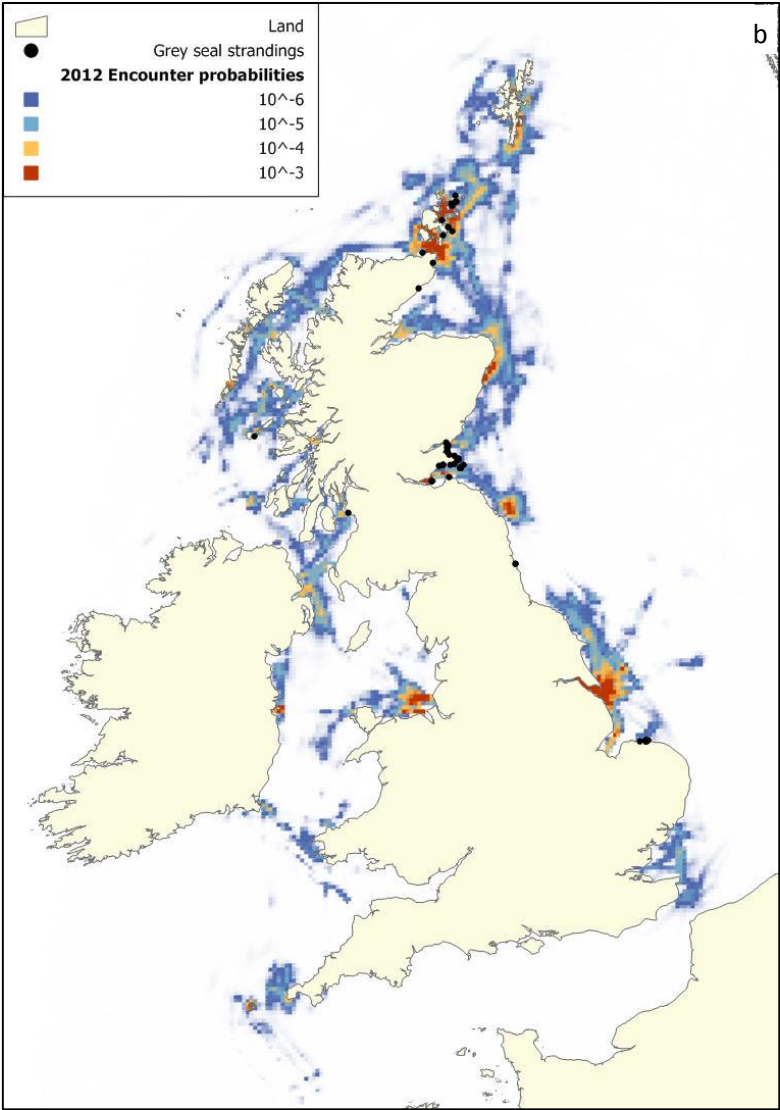 b
Land
Grey seal strandings
2012 Encounter probabilities
10^-6
10^-5
10^-4
10^-3